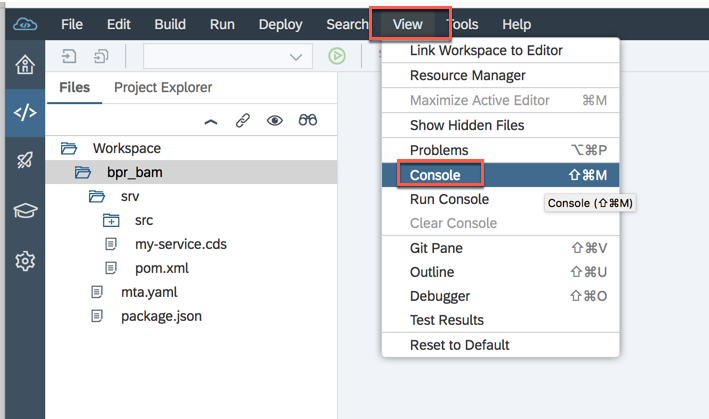 File Edit Build Run Deploy Search View Tools Help
Files Project Explorer
Workspace
bpr_bam
srv
src
my-service.cds
pom.xml
mta.yaml
package.json
Link Workspace to Editor
Resource Manager
Maximize Active Editor ⌘M
Show Hidden Files
Problems ⌥⌘P
Console ⇧⌘M
Run Console
Console (⇧⌘M)
Clear Console
Git Pane ⇧⌘V
Outline ⇧⌘U
Debugger ⇧⌘O
Test Results
Reset to Default